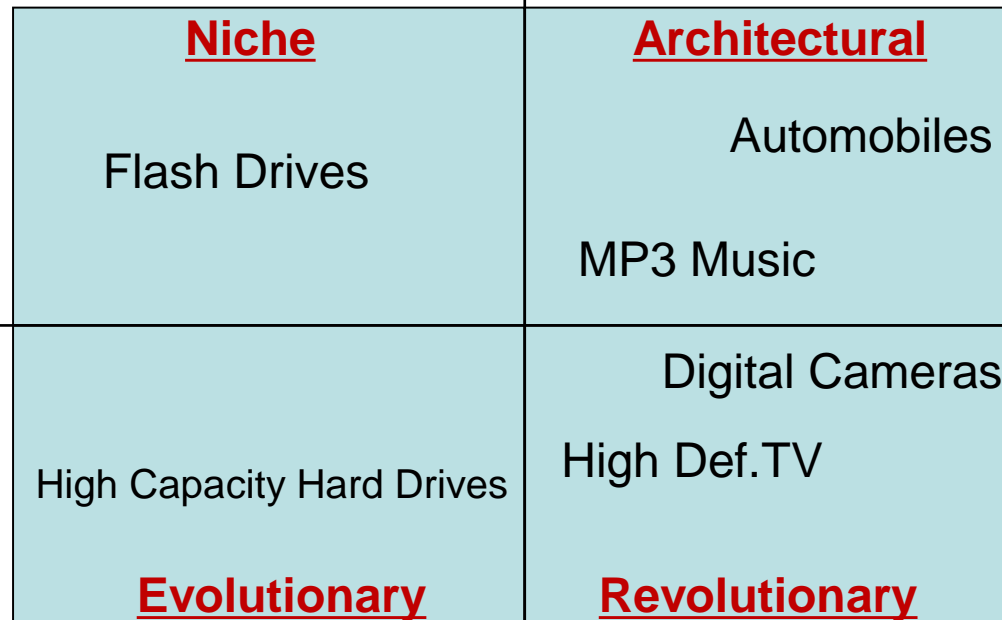 Niche
Flash Drives
Architectural
Automobiles
MP3 Music
High Capacity Hard Drives
Evolutionary
Digital Cameras
High Def.TV
Revolutionary